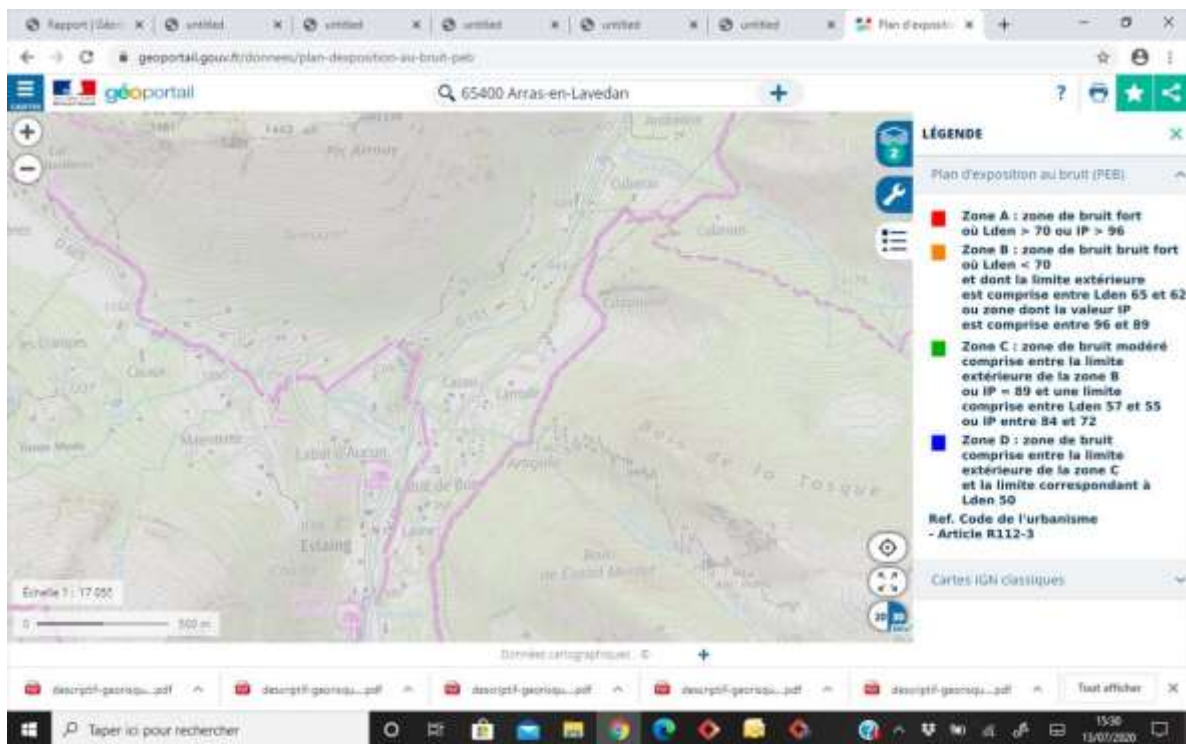 Rapport | Géor
untitled
untitled
untitled
untitled
untitled
Plan d'expositi
geoportail.gouv.fr/donnees/plan-dexposition-au-bruit-peb
CARTES
géoportail
65400 Arras-en-Lavedan
?
LÉGENDE
Plan d'exposition au bruit (PEB)
Zone A : zone de bruit fort
où Lden > 70 ou IP > 96
Zone B : zone de bruit bruit fort
où Lden < 70
et dont la limite extérieure
est comprise entre Lden 65 et 62
ou zone dont la valeur IP
est comprise entre 96 et 89
Zone C : zone de bruit modéré
comprise entre la limite
extérieure de la zone B
ou IP = 89 et une limite
comprise entre Lden 57 et 55
ou IP entre 84 et 72
Zone D : zone de bruit
comprise entre la limite
extérieure de la zone C
et la limite correspondant à
Lden 50
Ref. Code de l'urbanisme
- Article R112-3
Cartes IGN classiques
2
Labat d'Aucun
Estaing
Bois de la Tosque
Échelle 1 : 17 055
0 500 m
2D 3D
Données cartographiques : ©
descriptif-georisqu...pdf
descriptif-georisqu...pdf
descriptif-georisqu...pdf
descriptif-georisqu...pdf
descriptif-georisqu...pdf
Tout afficher
Taper ici pour rechercher
15:30
13/07/2020